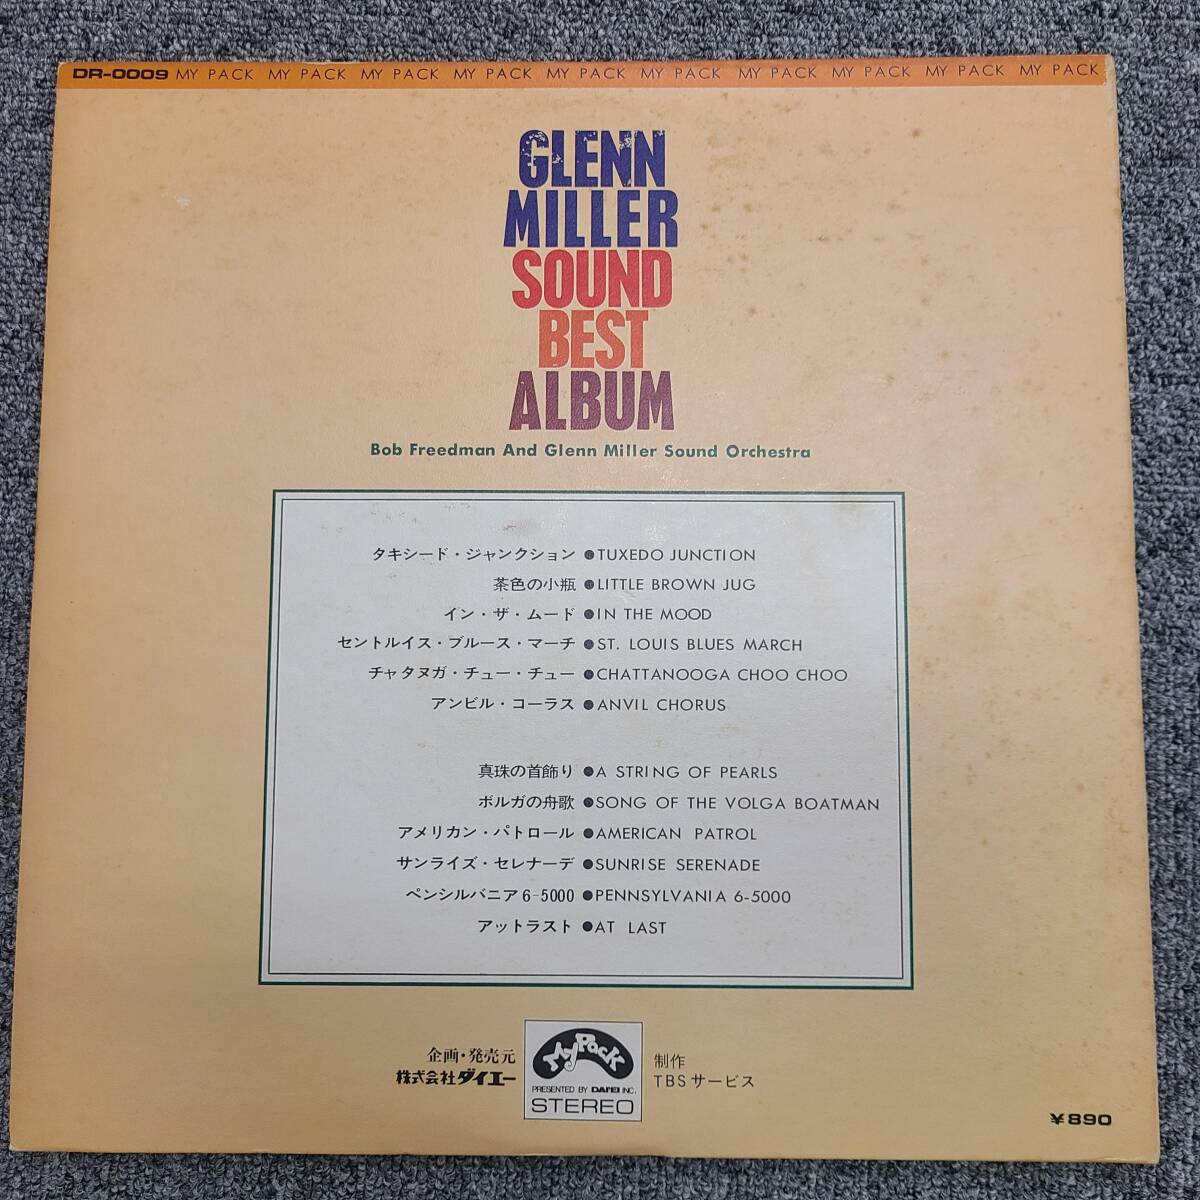 DR-0009 MY PACK MY PACK MY PACK MY PACK MY PACK MY PACK MY PACK MY PACK MY PACK MY PACK
GLENN
MILLER
SOUND
BEST
ALBUM
Bob Freedman And Glenn Miller Sound Orchestra
タキシード・ジャンクション ●TUXEDO JUNCTION
茶色の小瓶 ●LITTLE BROWN JUG
イン・ザ・ムード ●IN THE MOOD
セントルイス・ブルース・マーチ ●ST. LOUIS BLUES MARCH
チャタヌガ・チュー・チュー ●CHATTANOOGA CHOO CHOO
アンビル・コーラス ●ANVIL CHORUS
真珠の首飾り ●A STRING OF PEARLS
ボルガの舟歌 ●SONG OF THE VOLGA BOATMAN
アメリカン・パトロール ●AMERICAN PATROL
サンライズ・セレナーデ ●SUNRISE SERENADE
ペンシルバニア6-5000 ●PENNSYLVANIA 6-5000
アットラスト ●AT LAST
企画・発売元
株式会社ダイエー
My Pack
PRESENTED BY DAIEI INC.
STEREO
制作
TBSサービス
¥890